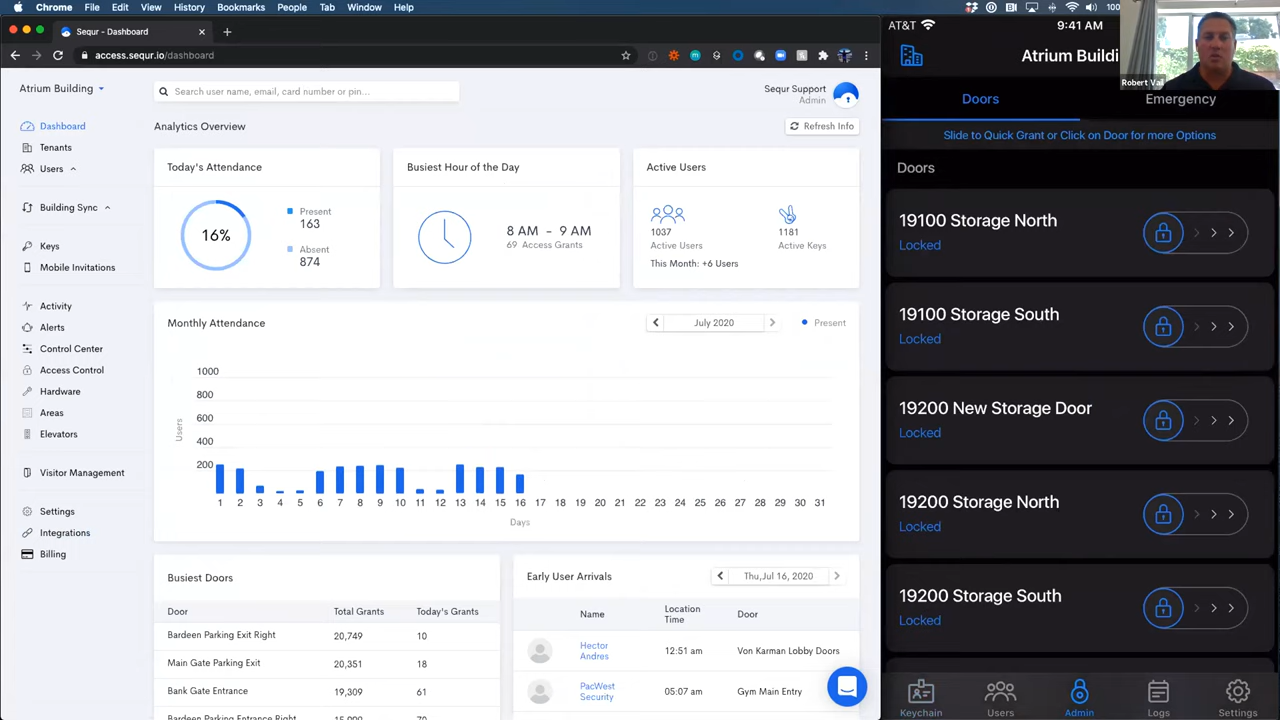 Chrome File Edit View History Bookmarks People Tab Window Help
Sequr - Dashboard
access.sequr.io/dashboard
Atrium Building
Search user name, email, card number or pin...
Sequr Support
Admin
Dashboard
Tenants
Users
Building Sync
Keys
Mobile Invitations
Activity
Alerts
Control Center
Access Control
Hardware
Areas
Elevators
Visitor Management
Settings
Integrations
Billing
Analytics Overview
Refresh Info
Today's Attendance
16%
Present
163
Absent
874
Busiest Hour of the Day
8 AM - 9 AM
69 Access Grants
Active Users
1037
Active Users
1181
Active Keys
This Month: +6 Users
Monthly Attendance
July 2020
Present
1000
800
600
400
200
Users
1 2 3 4 5 6 7 8 9 10 11 12 13 14 15 16 17 18 19 20 21 22 23 24 25 26 27 28 29 30 31
Days
Busiest Doors
Door Total Grants Today's Grants
Bardeen Parking Exit Right 20,749 10
Main Gate Parking Exit 20,351 18
Bank Gate Entrance 19,309 61
Bardeen Parking Entrance Right
Early User Arrivals
Thu,Jul 16, 2020
Name Location Time Door
Hector Andres 12:51 am Von Karman Lobby Doors
PacWest Security 05:07 am Gym Main Entry
AT&T 9:41 AM
Atrium Buildi
Robert Val
Doors Emergency
Slide to Quick Grant or Click on Door for more Options
Doors
19100 Storage North
Locked
19100 Storage South
Locked
19200 New Storage Door
Locked
19200 Storage North
Locked
19200 Storage South
Locked
Keychain Users Admin Logs Settings